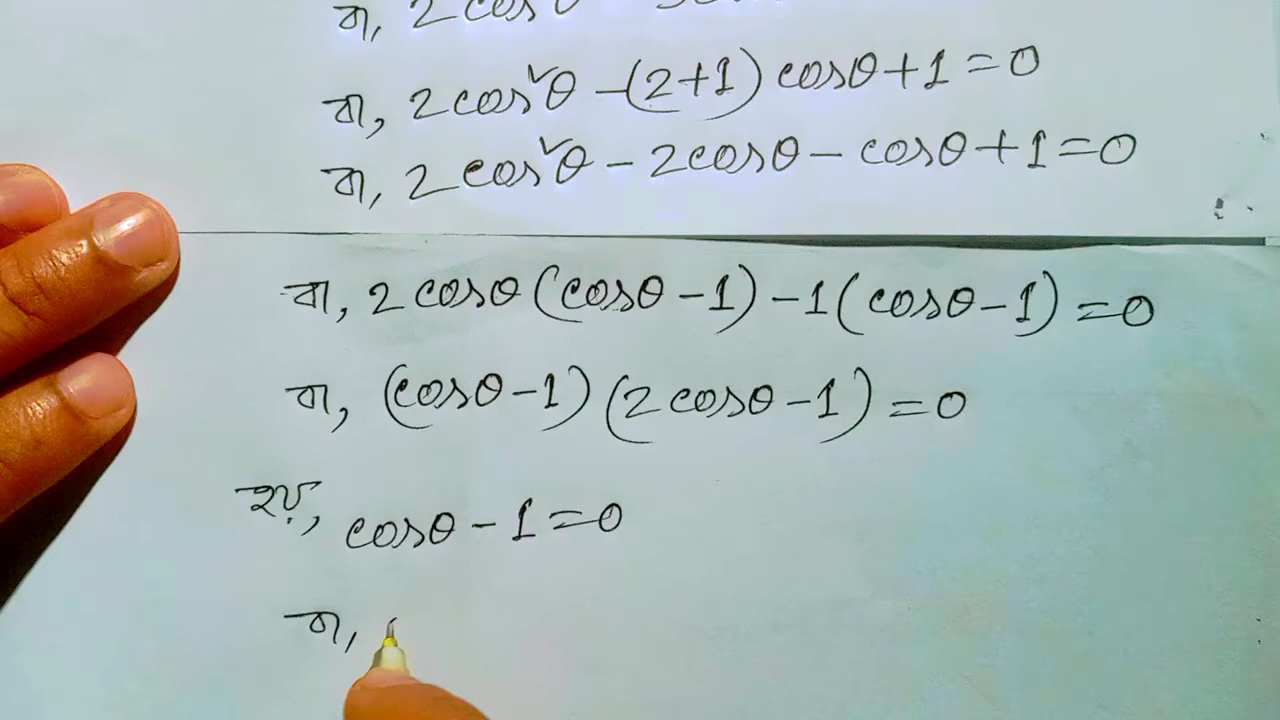 বা, 2cosθ
বা, 2cos²θ -(2+1) cosθ+1=0
বা, 2cos²θ - 2cosθ - cosθ+1=0
বা, 2cosθ(cosθ-1)-1(cosθ-1)=0
বা, (cosθ-1)(2cosθ-1)=0
হয়, cosθ-1=0
বা,